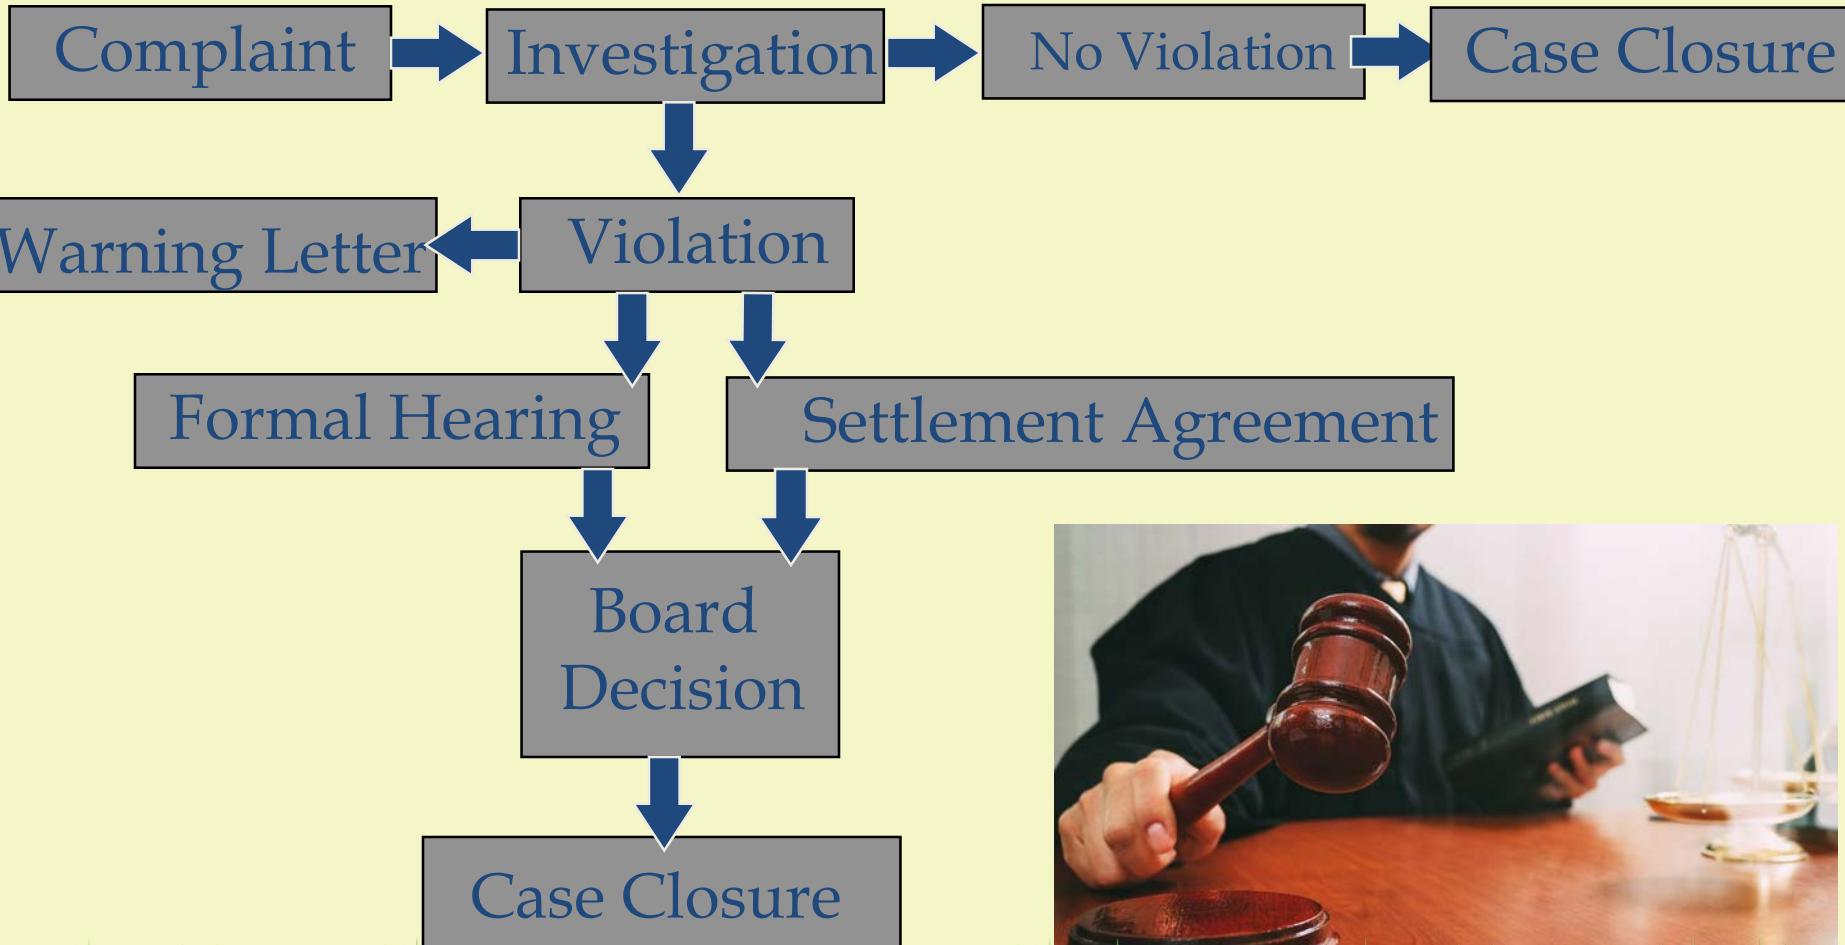 Complaint
Investigation
No Violation
Case Closure
Warning Letter
Violation
Formal Hearing
Settlement Agreement
Board
Decision
Case Closure